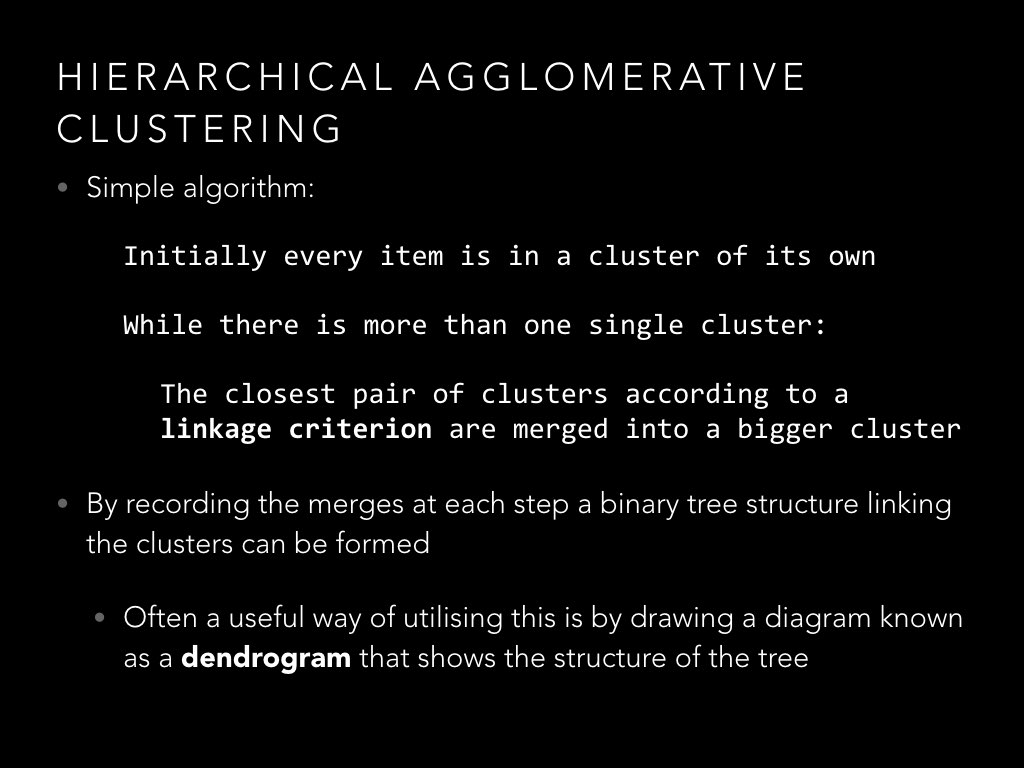 HIERARCHICAL AGGLOMERATIVE
CLUSTERING
• Simple algorithm:
Initially every item is in a cluster of its own
While there is more than one single cluster:
The closest pair of clusters according to a
linkage criterion are merged into a bigger cluster
• By recording the merges at each step a binary tree structure linking
the clusters can be formed
• Often a useful way of utilising this is by drawing a diagram known
as a dendrogram that shows the structure of the tree